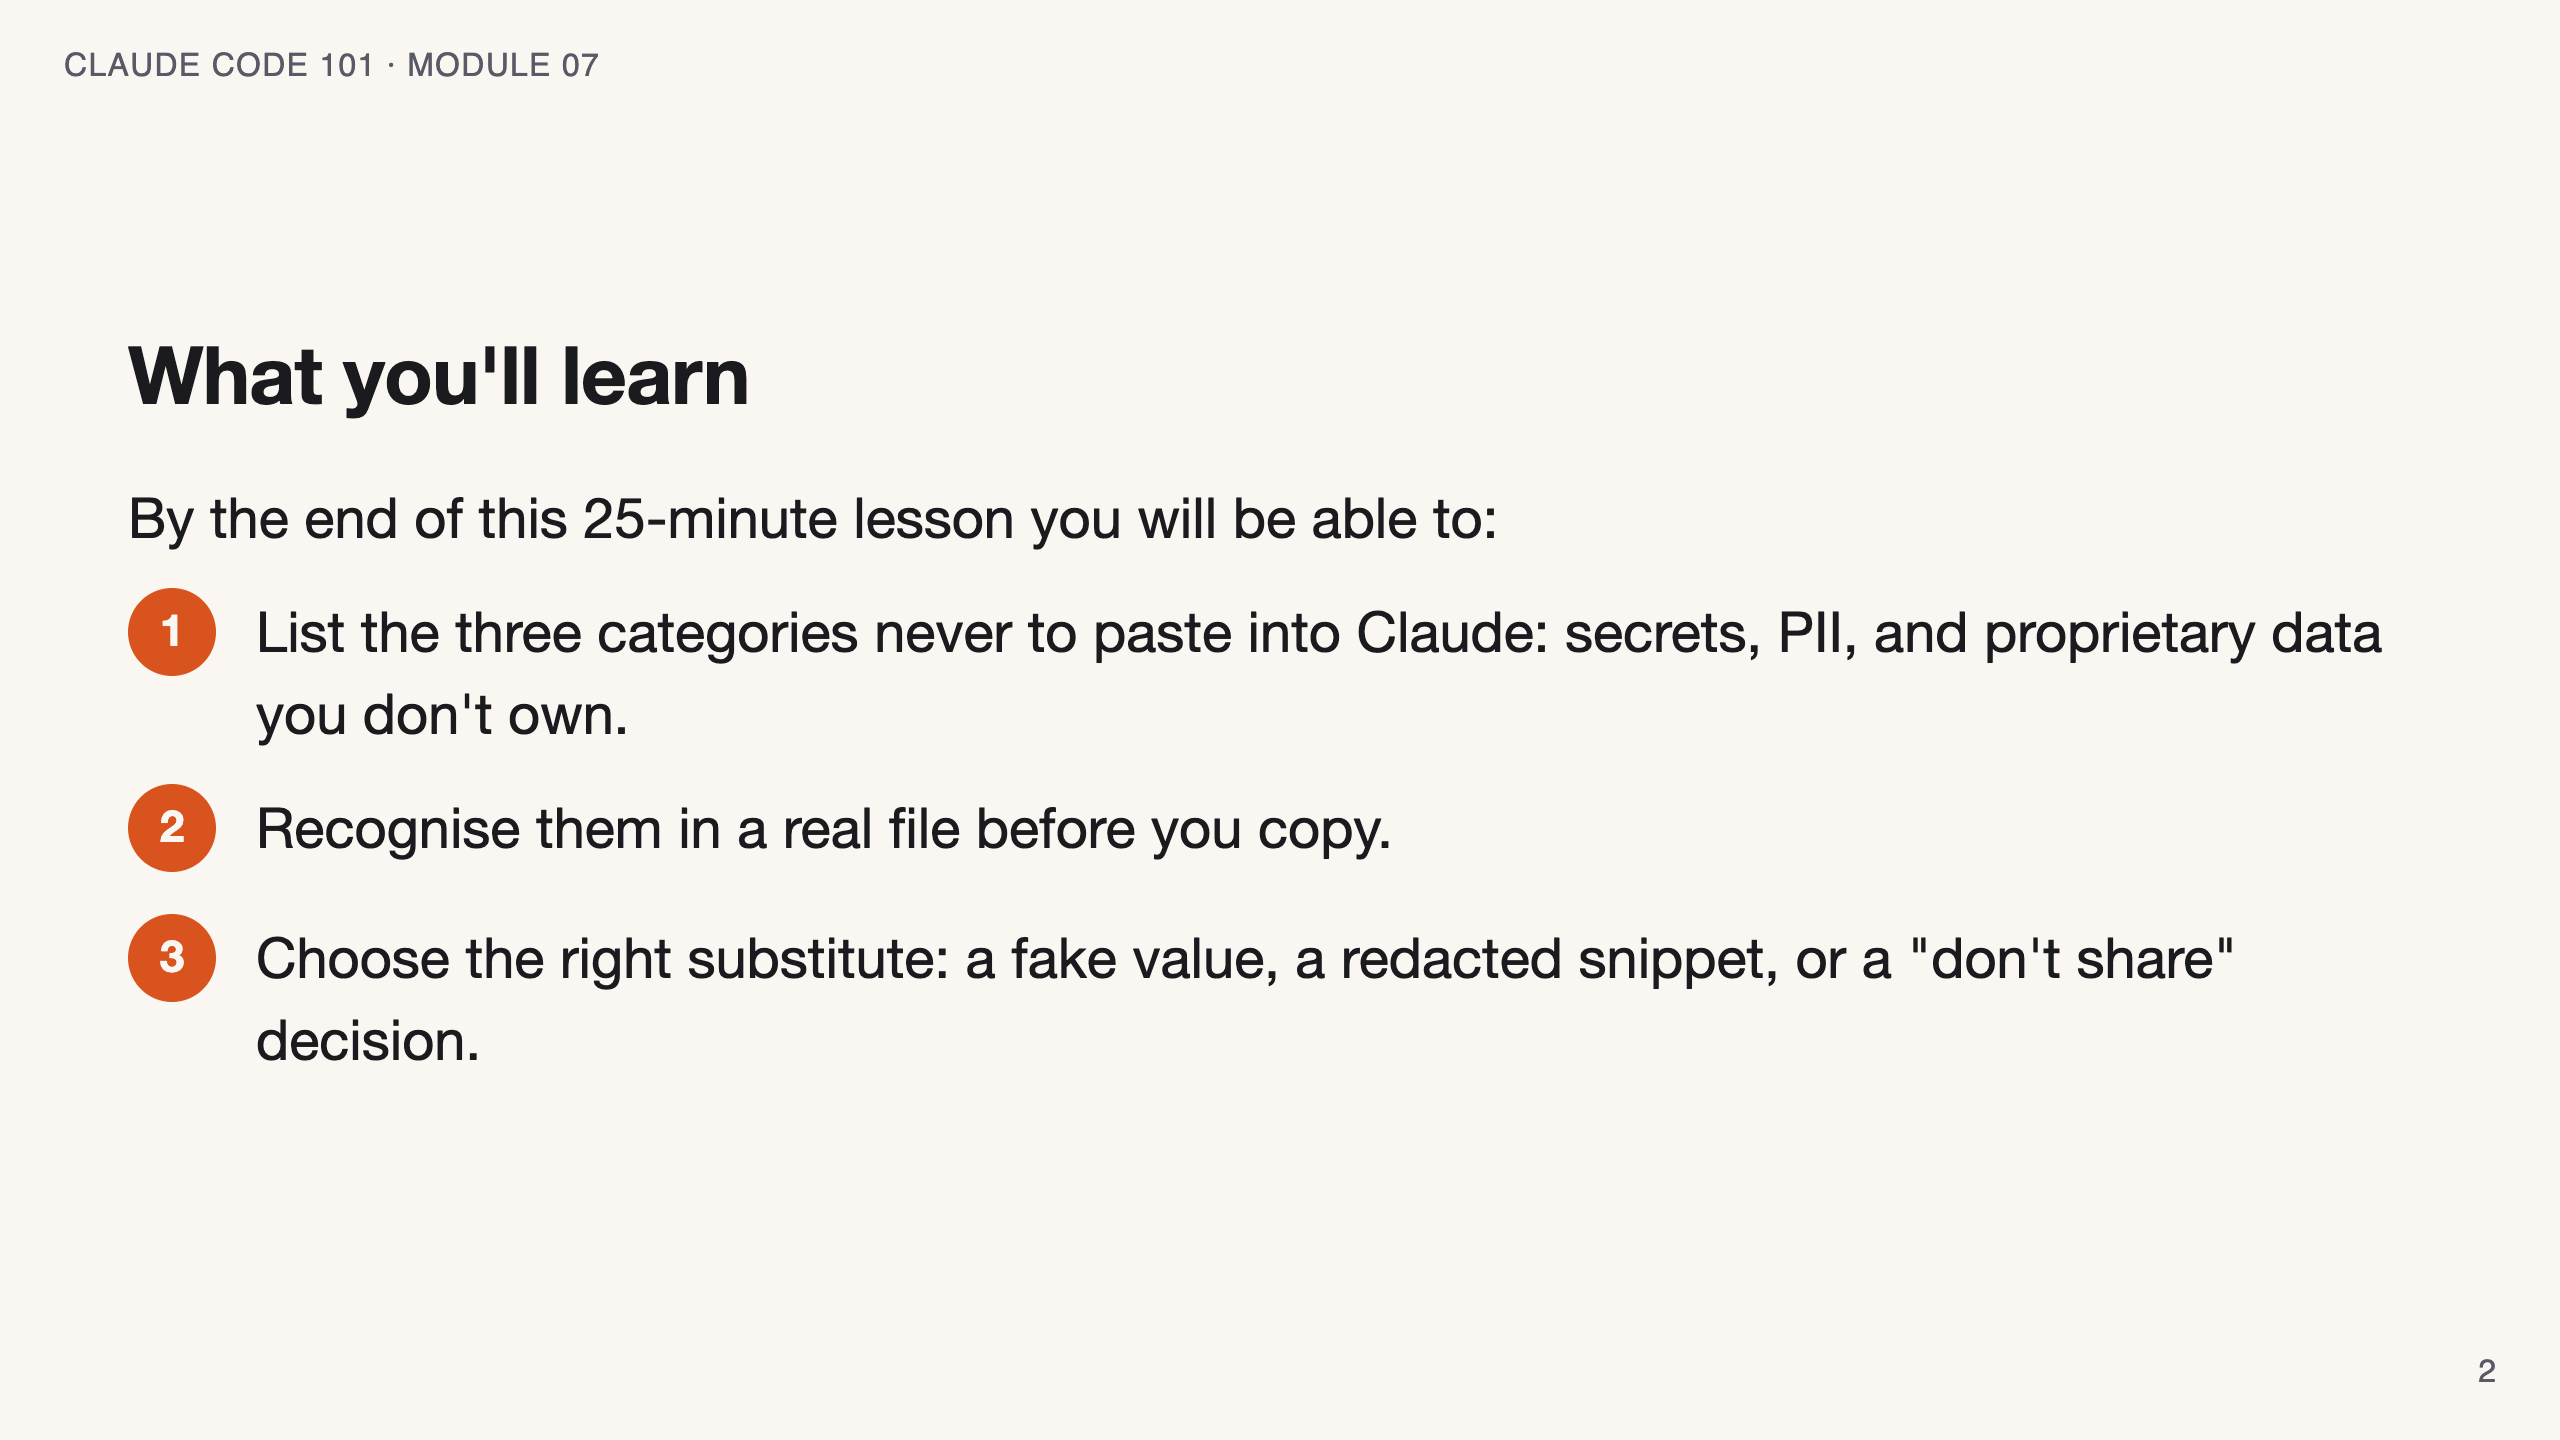 CLAUDE CODE 101 · MODULE 07
What you'll learn
By the end of this 25-minute lesson you will be able to:
1 List the three categories never to paste into Claude: secrets, PII, and proprietary data
you don't own.
2 Recognise them in a real file before you copy.
3 Choose the right substitute: a fake value, a redacted snippet, or a "don't share"
decision.
2